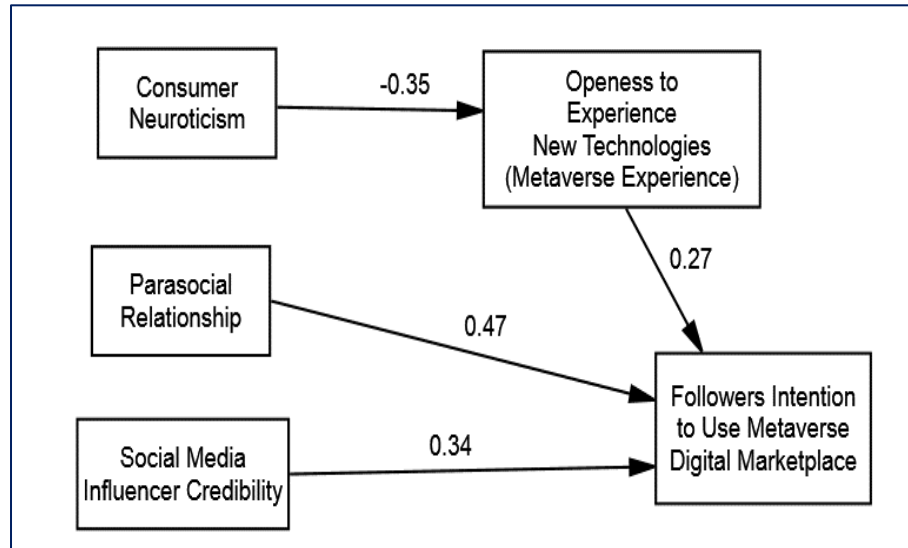 Consumer
Neuroticism
-0.35
Openess to
Experience
New Technologies
(Metaverse Experience)
0.27
Parasocial
Relationship
0.47
Followers Intention
to Use Metaverse
Digital Marketplace
Social Media
Influencer Credibility
0.34